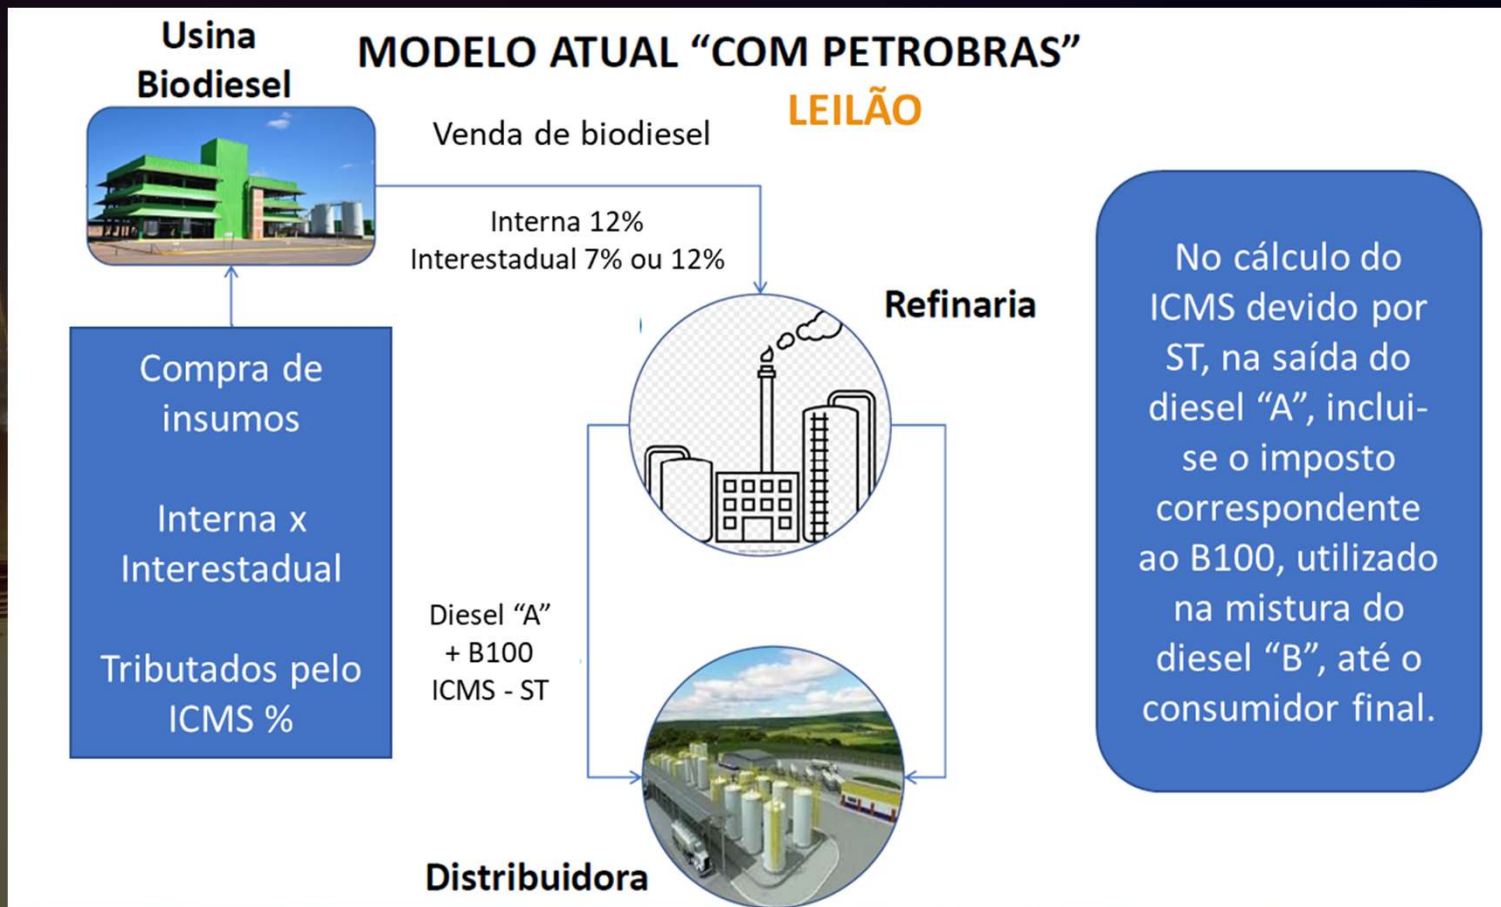 Usina
Biodiesel
MODELO ATUAL “COM PETROBRAS”
LEILÃO
Venda de biodiesel
Interna 12%
Interestadual 7% ou 12%
Refinaria
Compra de
insumos
Interna x
Interestadual
Tributados pelo
ICMS %
Diesel “A”
+ B100
ICMS - ST
Distribuidora
No cálculo do
ICMS devido por
ST, na saída do
diesel “A”, inclui-
se o imposto
correspondente
ao B100, utilizado
na mistura do
diesel “B”, até o
consumidor final.